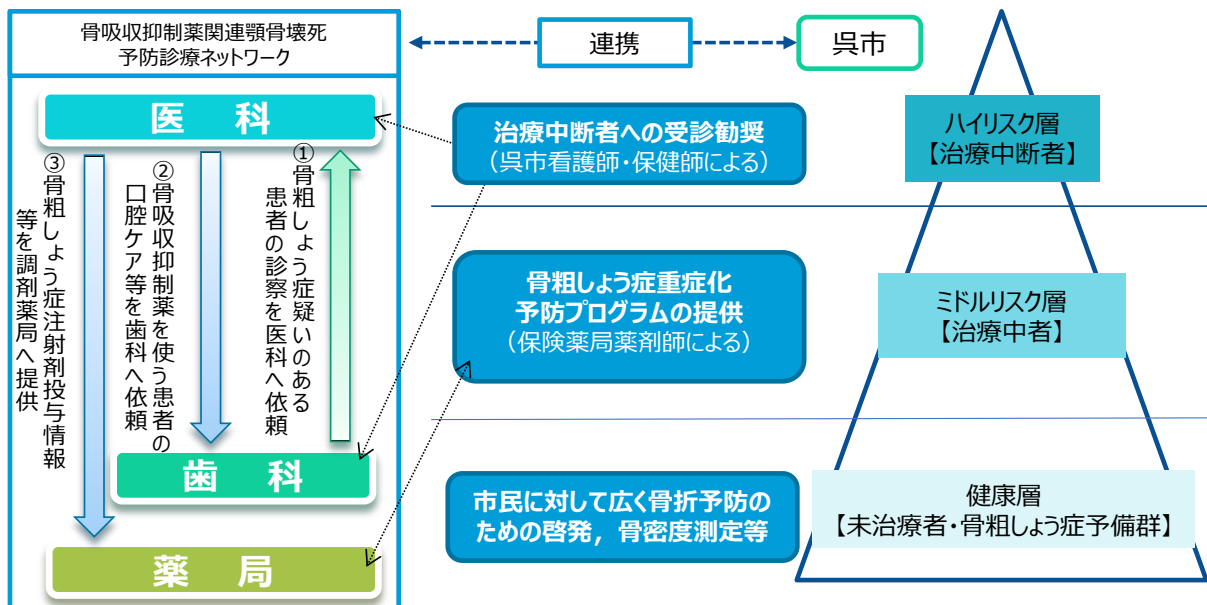 骨吸収抑制薬関連顎骨壊死
予防診療ネットワーク
連携
呉市
医 科
①骨粗しょう症疑いのある
患者の診察を医科へ依頼
②骨吸収抑制薬を使う患者の
口腔ケア等を歯科へ依頼
③骨粗しょう症注射剤投与情報
等を調剤薬局へ提供
歯 科
薬 局
治療中断者への受診勧奨
(呉市看護師・保健師による)
骨粗しょう症重症化
予防プログラムの提供
(保険薬局薬剤師による)
市民に対して広く骨折予防の
ための啓発，骨密度測定等
ハイリスク層
【治療中断者】
ミドルリスク層
【治療中者】
健康層
【未治療者・骨粗しょう症予備群】